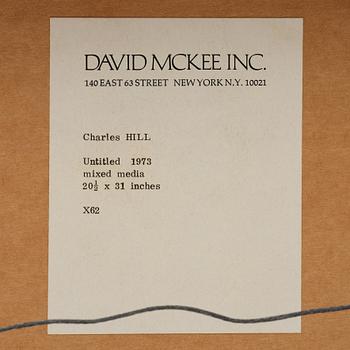 DAVID MCKEE INC.
140 EAST 63 STREET NEW YORK N.Y. 10021
Charles HILL
Untitled 1973
mixed media
20½ x 31 inches
X62